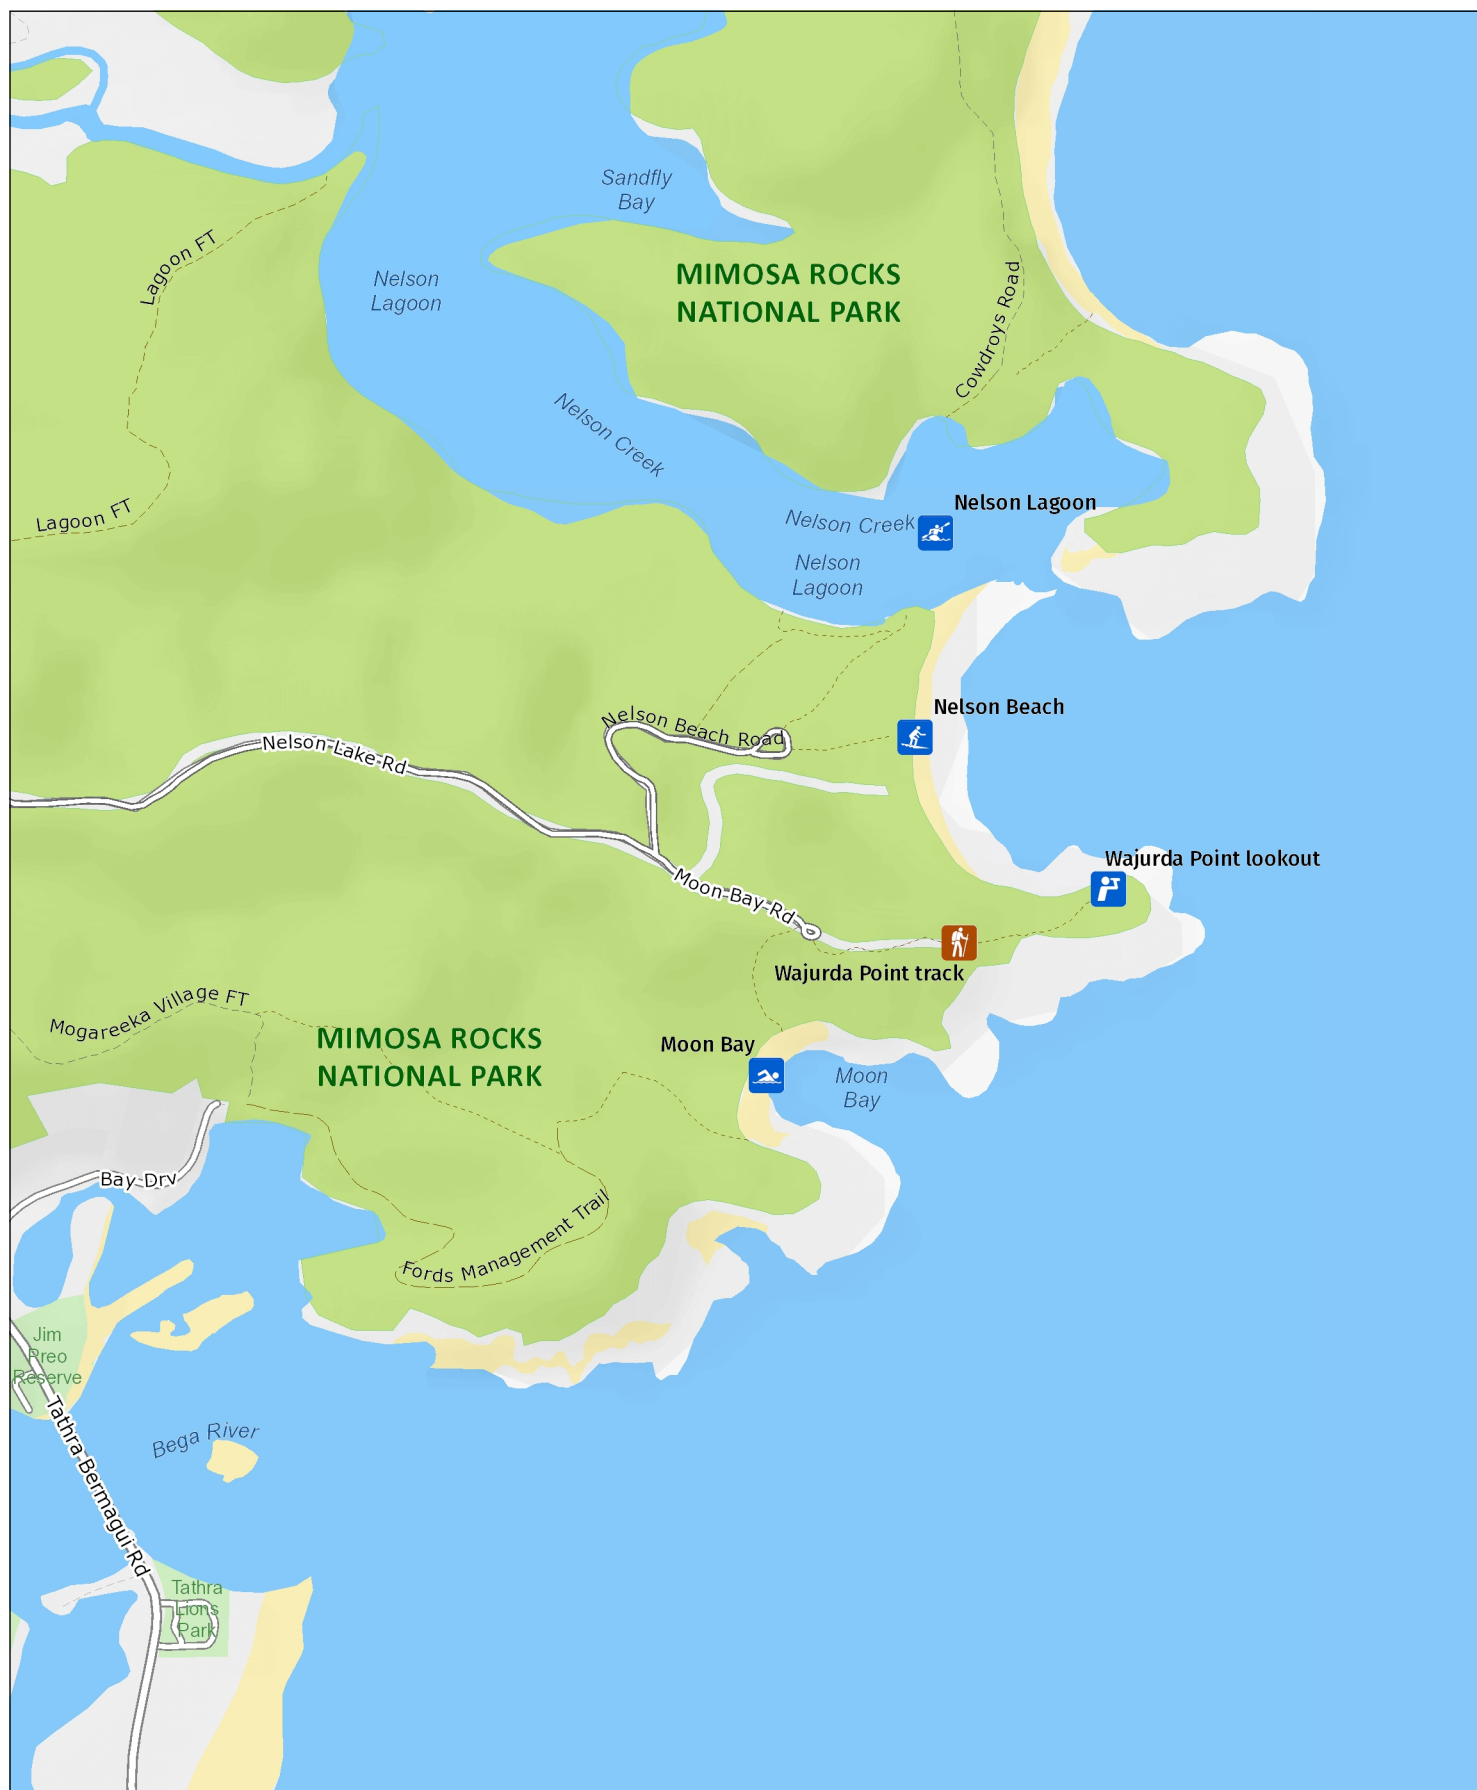 Sandfly
Bay
Lagoon FT
Nelson
Lagoon
MIMOSA ROCKS
NATIONAL PARK
Cowdroys Road
Nelson Creek
Lagoon FT
Nelson Lagoon
Nelson Creek
Nelson
Lagoon
Nelson Beach
Nelson Beach Road
Nelson Lake Rd
Wajurda Point lookout
Moon Bay Rd
Wajurda Point track
Mogareeka Village FT
MIMOSA ROCKS
NATIONAL PARK
Moon Bay
Moon
Bay
Bay Drv
Fords Management Trail
Jim
Preo
Reserve
Tathra Bermagui Rd
Bega River
Tathra
Lions
Park